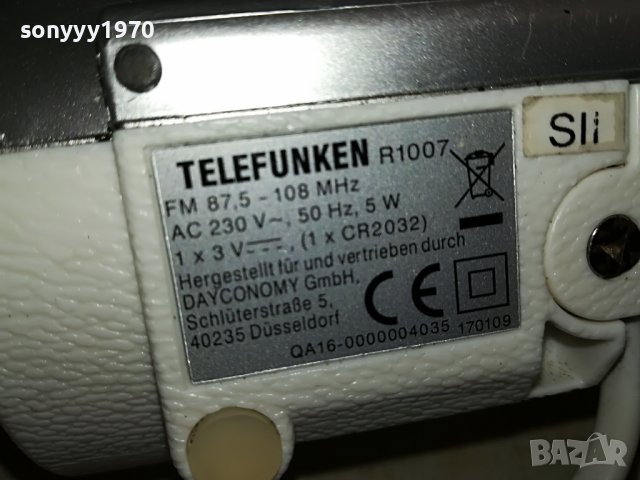 sonyyy1970
Sli
TELEFUNKEN R1007
FM 87,5 - 108 MHz
AC 230 V~, 50 Hz, 5 W
1 x 3 V⎓, (1 x CR2032)
Hergestellt für und vertrieben durch
DAYCONOMY GmbH,
Schlüterstraße 5,
40235 Düsseldorf
CE
QA16-0000004035 170109
BAZAR